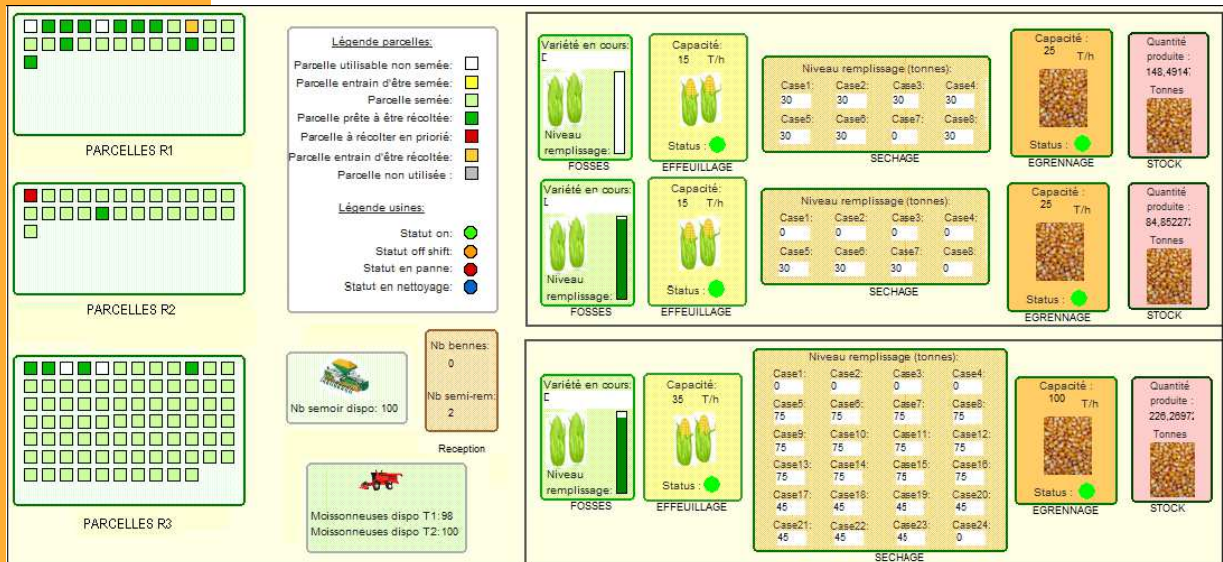 PARCELLES R1
PARCELLES R2
PARCELLES R3
Légende parcelles:
Parcelle utilisable non semée:
Parcelle entrain d'être semée:
Parcelle semée:
Parcelle prête à être récoltée:
Parcelle à récolter en priorié:
Parcelle entrain d'être récoltée:
Parcelle non utilisée :
Légende usines:
Statut on:
Statut off shift:
Statut en panne:
Statut en nettoyage:
Nb semoir dispo: 100
Nb bennes:
0
Nb semi-rem:
2
Reception
Moissonneuses dispo T1: 98
Moissonneuses dispo T2: 100
Variété en cours:
Niveau
remplissage:
FOSSES
Capacité :
15 T/h
Status :
EFFEUILLAGE
Niveau remplissage (tonnes):
Case1: Case2: Case3: Case4:
30 30 30 30
Case5: Case6: Case7: Case8:
30 30 0 30
SECHAGE
Capacité :
25 T/h
Status :
EGRENNAGE
Quantité
produite :
148,4914
Tonnes
STOCK
Variété en cours:
Niveau
remplissage:
FOSSES
Capacité :
15 T/h
Status :
EFFEUILLAGE
Niveau remplissage (tonnes):
Case1: Case2: Case3: Case4:
0 0 0 0
Case5: Case6: Case7: Case8:
30 30 30 0
SECHAGE
Capacité :
25 T/h
Status :
EGRENNAGE
Quantité
produite :
84,85227
Tonnes
STOCK
Variété en cours:
Niveau
remplissage:
FOSSES
Capacité:
35 T/h
Status :
EFFEUILLAGE
Niveau remplissage (tonnes):
Case1: Case2: Case3: Case4:
0 0 0 0
Case5: Case6: Case7: Case8:
75 75 75 75
Case9: Case10: Case11: Case12:
75 75 75 75
Case13: Case14: Case15: Case16:
75 75 75 75
Case17: Case18: Case19: Case20:
45 45 45 45
Case21: Case22: Case23: Case24:
45 45 45 0
SECHAGE
Capacité :
100 T/h
Status :
EGRENNAGE
Quantité
produite :
226,2697
Tonnes
STOCK